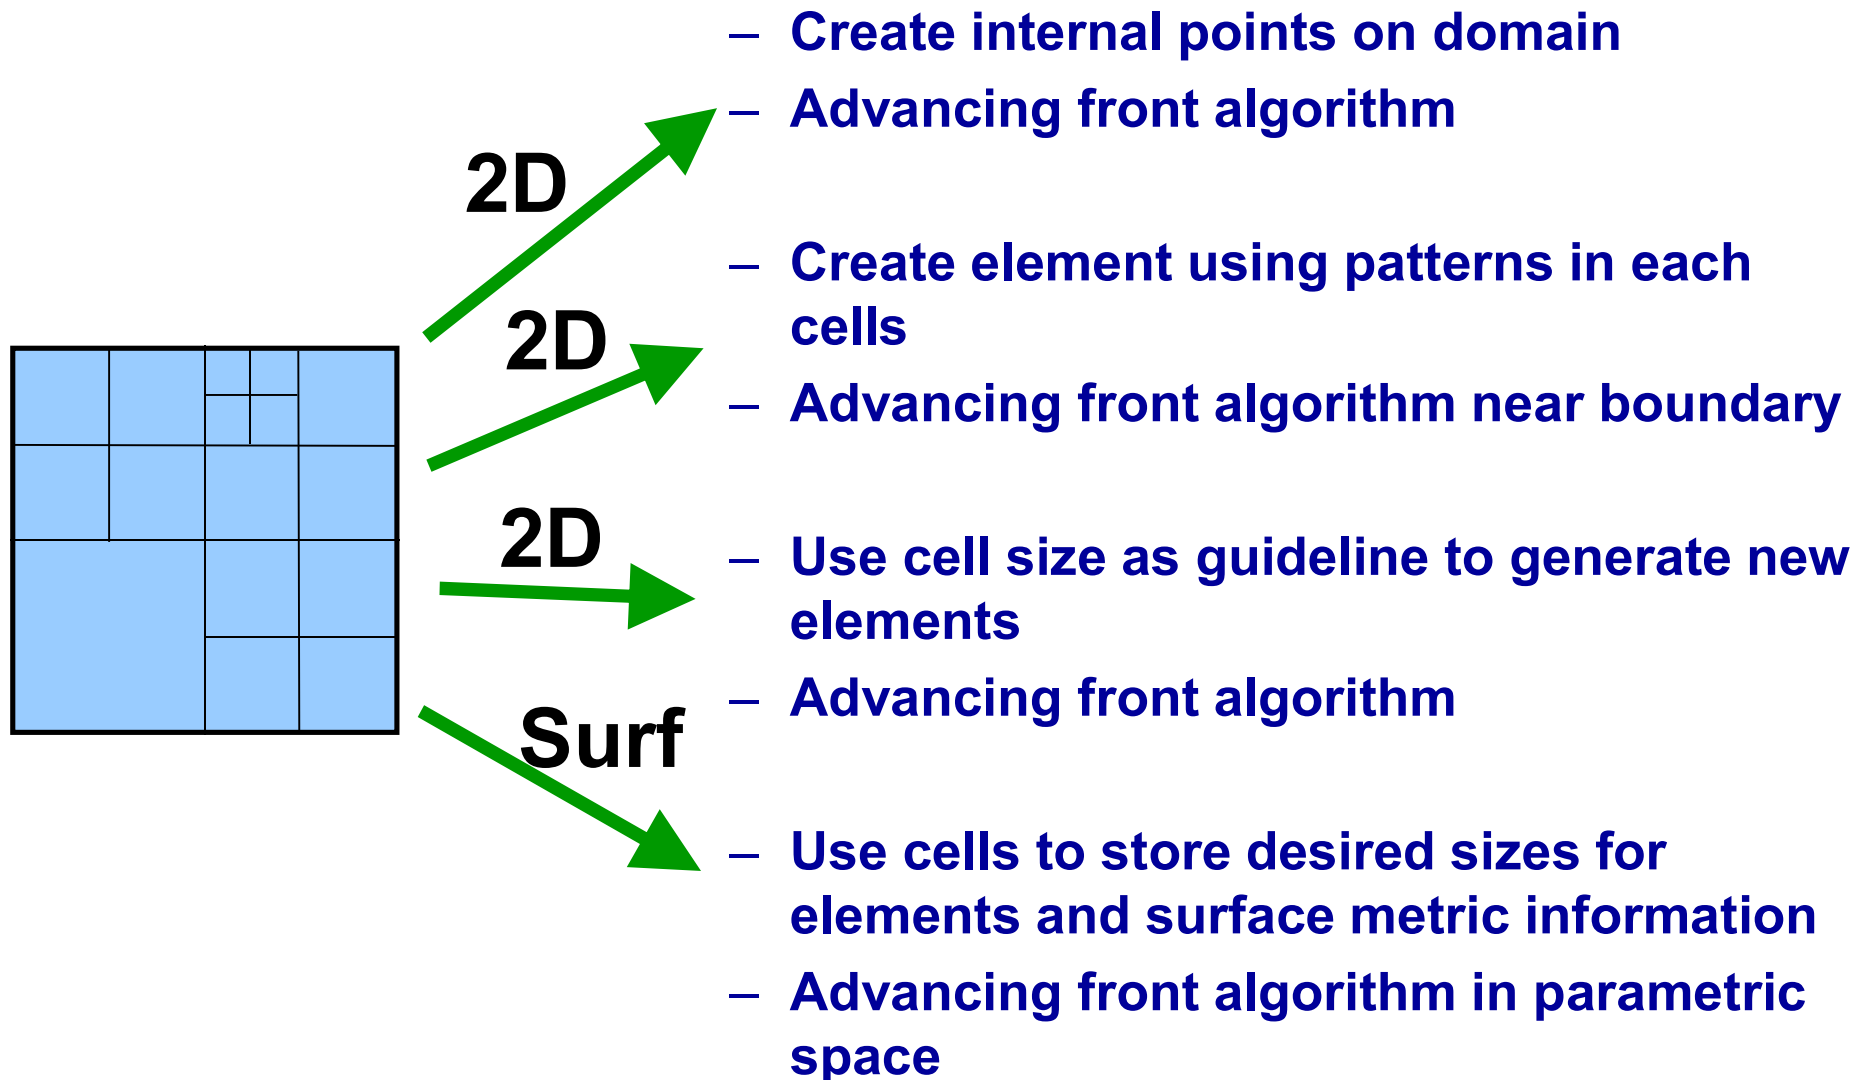 – Create internal points on domain
– Advancing front algorithm
2D
– Create element using patterns in each
cells
– Advancing front algorithm near boundary
2D
– Use cell size as guideline to generate new
elements
– Advancing front algorithm
2D
– Use cells to store desired sizes for
elements and surface metric information
– Advancing front algorithm in parametric
space
Surf